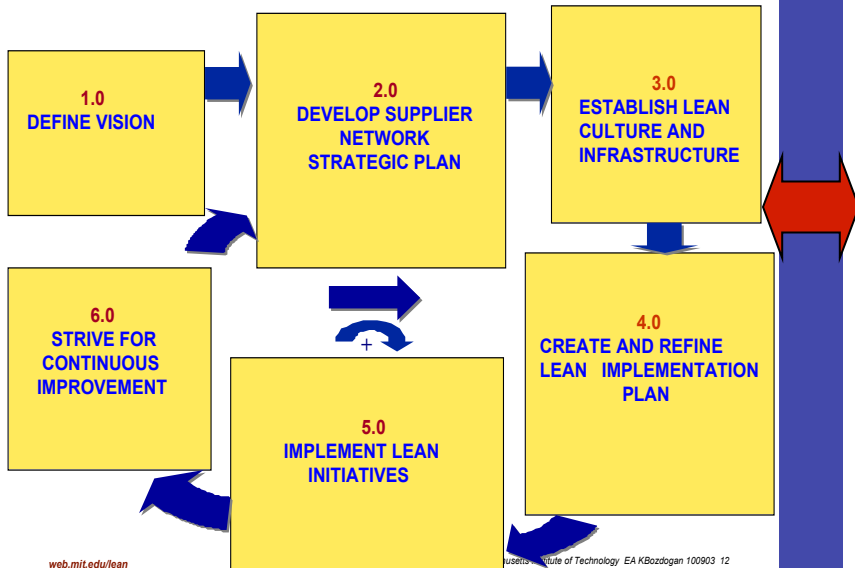 1.0
DEFINE VISION
2.0
DEVELOP SUPPLIER
NETWORK
STRATEGIC PLAN
3.0
ESTABLISH LEAN
CULTURE AND
INFRASTRUCTURE
6.0
STRIVE FOR
CONTINUOUS
IMPROVEMENT
+
4.0
CREATE AND REFINE
LEAN IMPLEMENTATION
PLAN
5.0
IMPLEMENT LEAN
INITIATIVES
web.mit.edu/lean
of Technology EA KBozdogan 100903 12